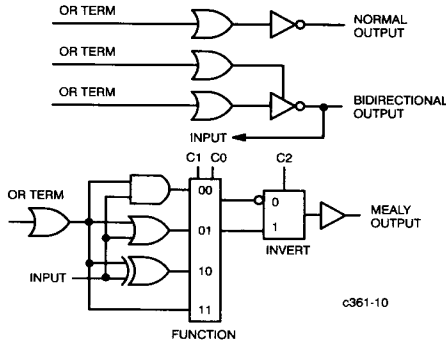 OR TERM
NORMAL
OUTPUT
OR TERM
OR TERM
BIDIRECTIONAL
OUTPUT
INPUT
C1 C0
C2
OR TERM
00
0
01
1
MEALY
OUTPUT
INVERT
INPUT
10
11
c361-10
FUNCTION